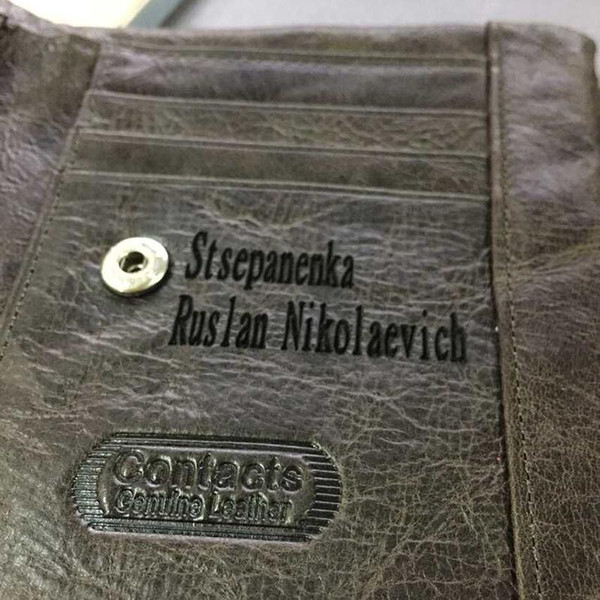 Stsepanenka
Ruslan Nikolaevich
Contacts
Genuine Leather